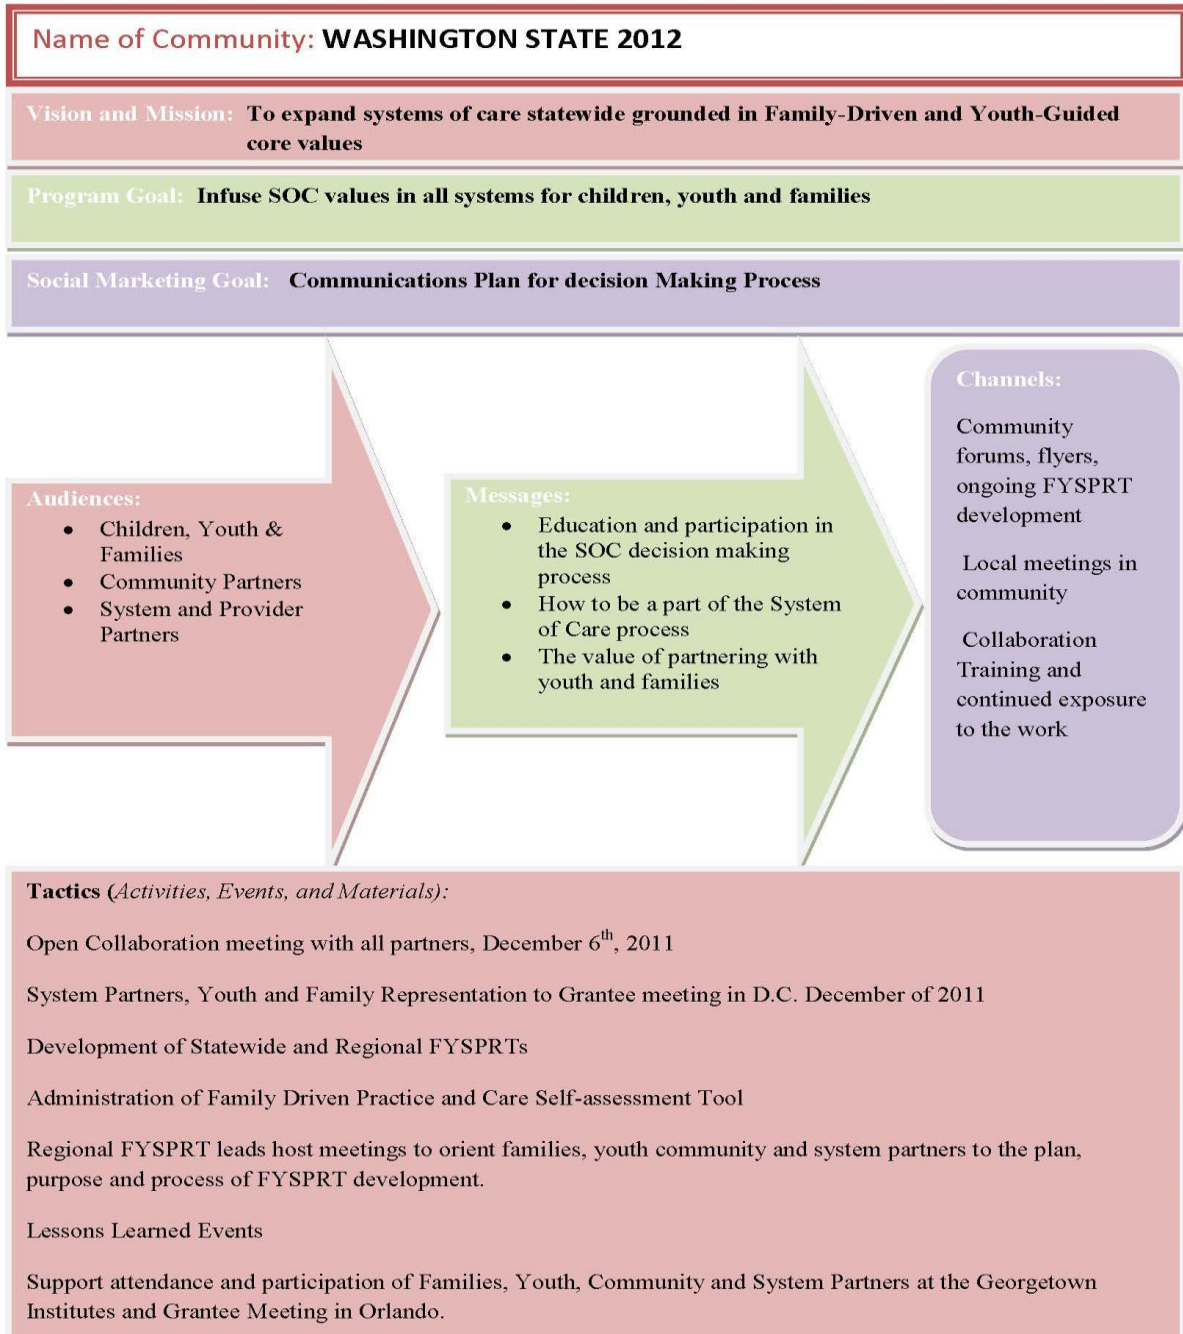 Name of Community: WASHINGTON STATE 2012
Vision and Mission: To expand systems of care statewide grounded in Family-Driven and Youth-Guided
core values
Program Goal: Infuse SOC values in all systems for children, youth and families
Social Marketing Goal: Communications Plan for decision Making Process
Audiences:
• Children, Youth &
Families
• Community Partners
• System and Provider
Partners
Messages:
• Education and participation in
the SOC decision making
process
• How to be a part of the System
of Care process
• The value of partnering with
youth and families
Channels:
Community
forums, flyers,
ongoing FYSPRT
development
Local meetings in
community
Collaboration
Training and
continued exposure
to the work
Tactics (Activities, Events, and Materials):
Open Collaboration meeting with all partners, December 6th, 2011
System Partners, Youth and Family Representation to Grantee meeting in D.C. December of 2011
Development of Statewide and Regional FYSPRTs
Administration of Family Driven Practice and Care Self-assessment Tool
Regional FYSPRT leads host meetings to orient families, youth community and system partners to the plan,
purpose and process of FYSPRT development.
Lessons Learned Events
Support attendance and participation of Families, Youth, Community and System Partners at the Georgetown
Institutes and Grantee Meeting in Orlando.